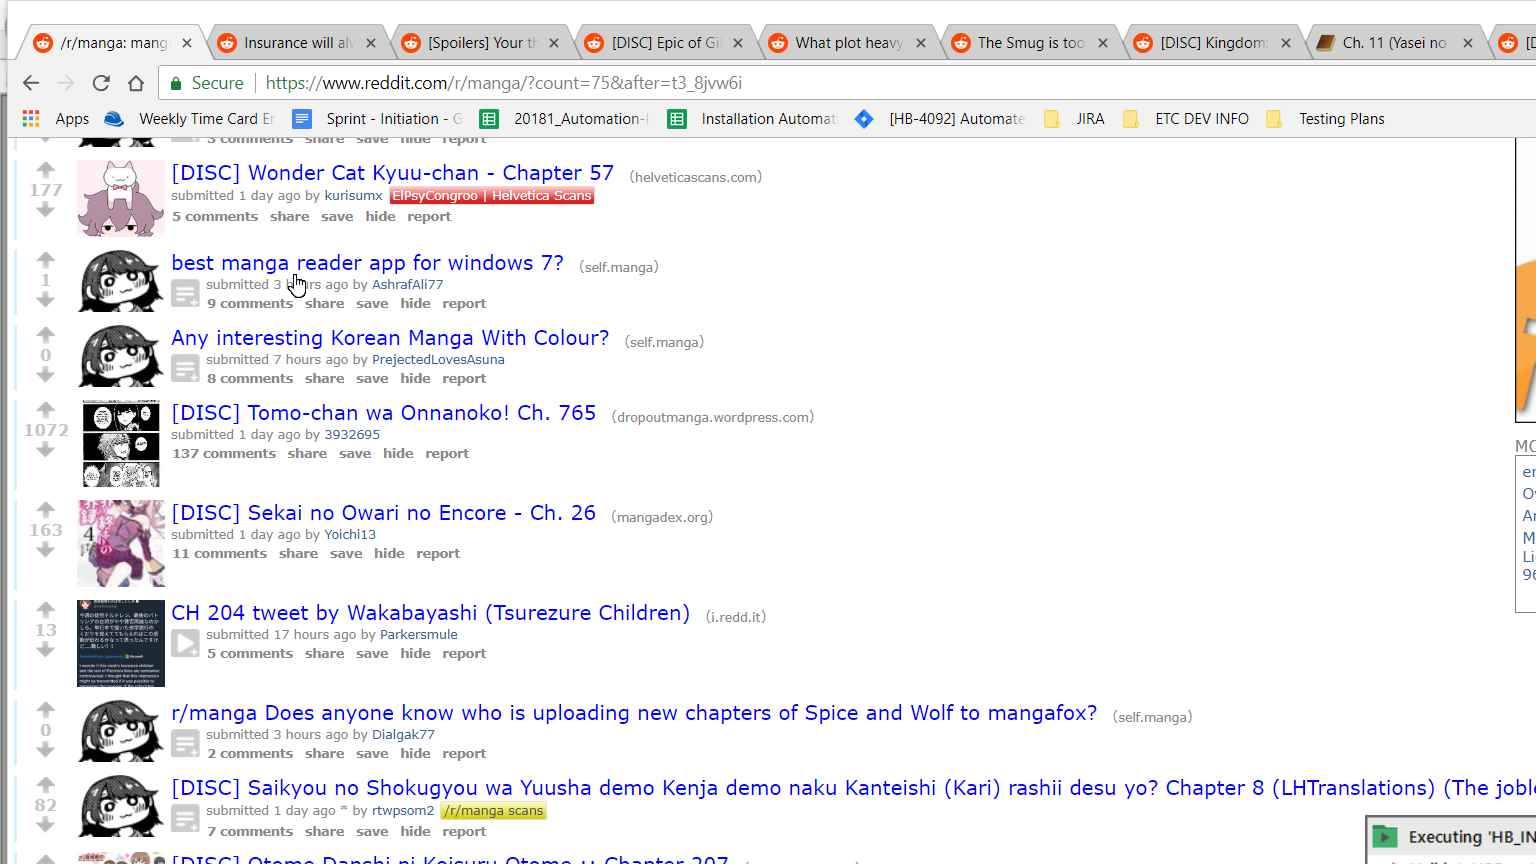 /r/manga: mang
Insurance will al
[Spoilers] Your t
[DISC] Epic of Gi
What plot heavy
The Smug is too
[DISC] Kingdom:
Ch. 11 (Yasei no
Secure
https://www.reddit.com/r/manga/?count=75&after=t3_8jvw6i
Apps
Weekly Time Card Er
Sprint - Initiation - G
20181_Automation-I
Installation Automat
[HB-4092] Automate
JIRA
ETC DEV INFO
Testing Plans
3 comments share save hide report
177
[DISC] Wonder Cat Kyuu-chan - Chapter 57 (helveticascans.com)
submitted 1 day ago by kurisumx ElPsyCongroo | Helvetica Scans
5 comments share save hide report
1
best manga reader app for windows 7? (self.manga)
submitted 3 hours ago by AshrafAli77
9 comments share save hide report
0
Any interesting Korean Manga With Colour? (self.manga)
submitted 7 hours ago by PrejectedLovesAsuna
8 comments share save hide report
1072
[DISC] Tomo-chan wa Onnanoko! Ch. 765 (dropoutmanga.wordpress.com)
submitted 1 day ago by 3932695
137 comments share save hide report
163
[DISC] Sekai no Owari no Encore - Ch. 26 (mangadex.org)
submitted 1 day ago by Yoichi13
11 comments share save hide report
13
CH 204 tweet by Wakabayashi (Tsurezure Children) (i.redd.it)
submitted 17 hours ago by Parkersmule
5 comments share save hide report
0
r/manga Does anyone know who is uploading new chapters of Spice and Wolf to mangafox? (self.manga)
submitted 3 hours ago by Dialgak77
2 comments share save hide report
82
[DISC] Saikyou no Shokugyou wa Yuusha demo Kenja demo naku Kanteishi (Kari) rashii desu yo? Chapter 8 (LHTranslations) (The joble
submitted 1 day ago * by rtwpsom2 /r/manga scans
7 comments share save hide report
[DISC] Otome Danshi ni Koisuru Otome
MO
er
O
Ar
M
Li
96
Executing 'HB_IN